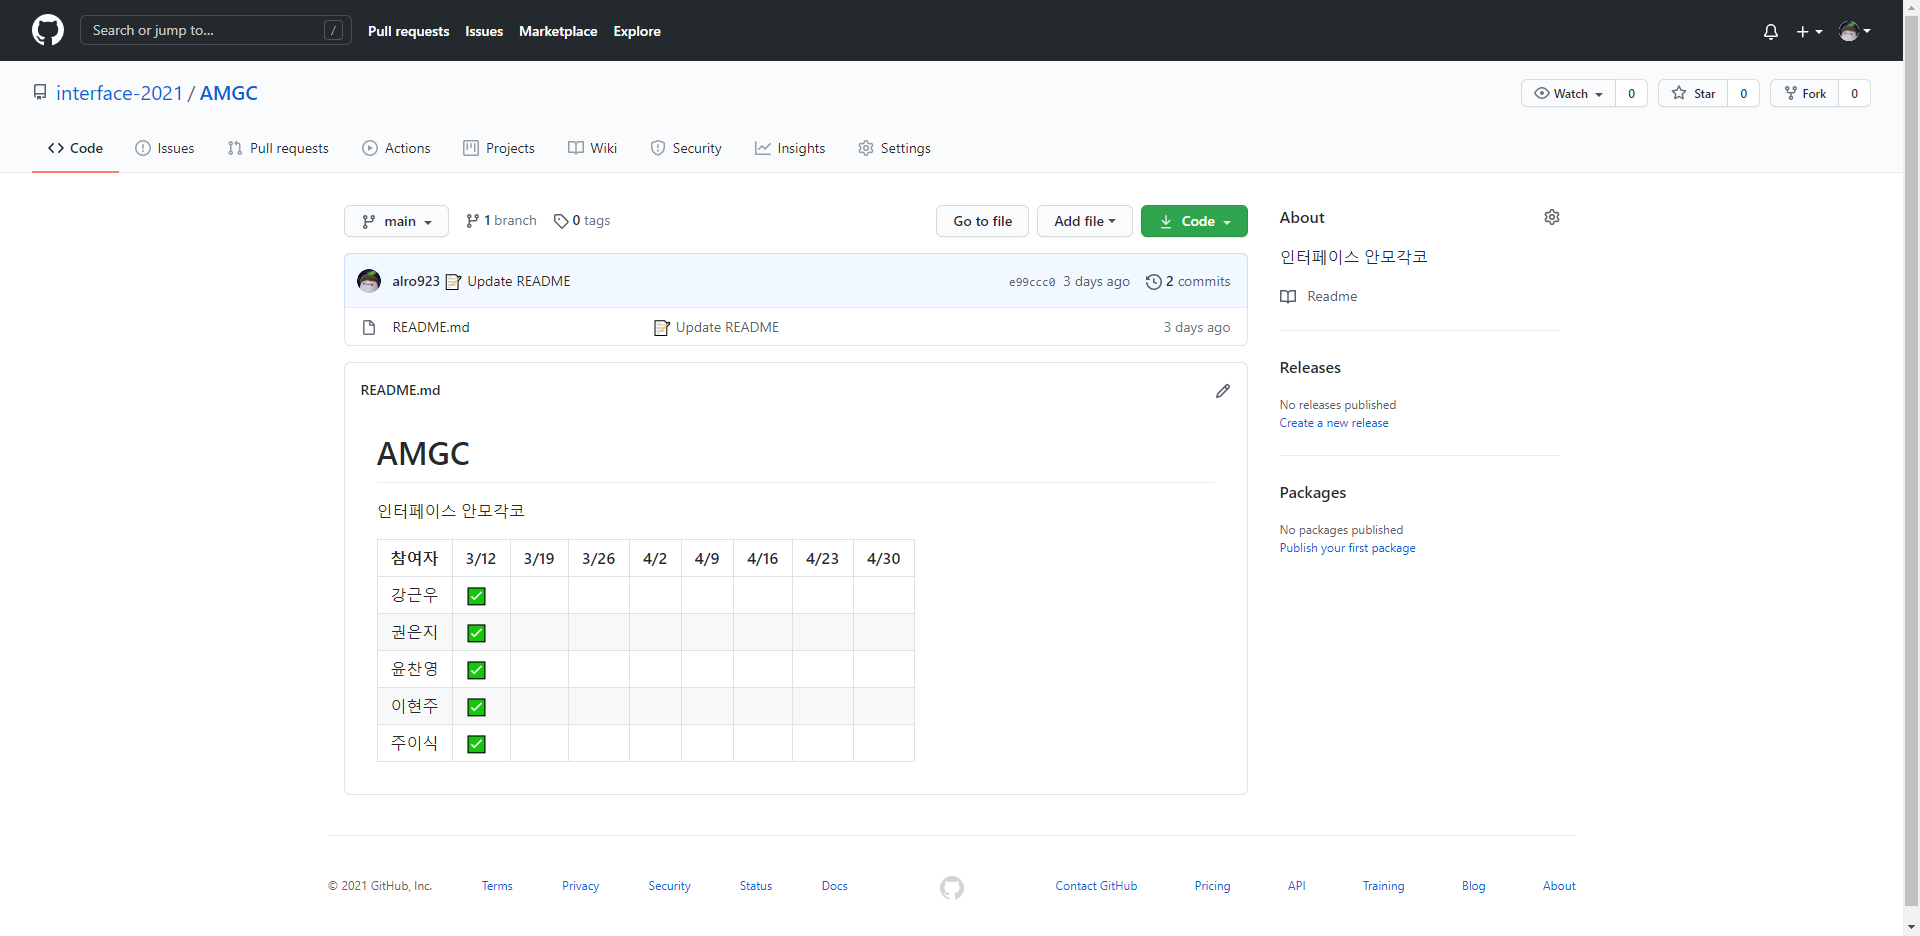 Search or jump to... /
Pull requests Issues Marketplace Explore
interface-2021 / AMGC
Watch 0 Star 0 Fork 0
Code Issues Pull requests Actions Projects Wiki Security Insights Settings
main 1 branch 0 tags Go to file Add file Code
alro923 Update README e99ccc0 3 days ago 2 commits
README.md Update README 3 days ago
README.md
AMGC
인터페이스 안모각코
참여자 3/12 3/19 3/26 4/2 4/9 4/16 4/23 4/30
강근우 ✅
권은지 ✅
윤찬영 ✅
이현주 ✅
주이식 ✅
About
인터페이스 안모각코
Readme
Releases
No releases published
Create a new release
Packages
No packages published
Publish your first package
© 2021 GitHub, Inc. Terms Privacy Security Status Docs Contact GitHub Pricing API Training Blog About